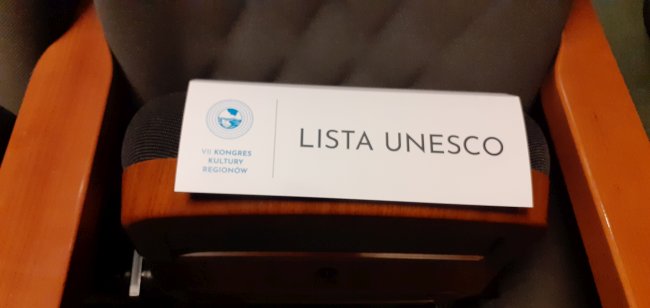 VII KONGRES
KULTURY
REGIONÓW
LISTA UNESCO